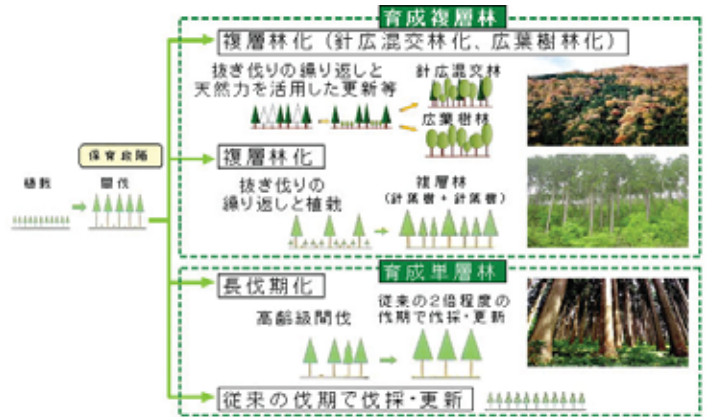 育成複層林
複層林化（針広混交林化、広葉樹林化）
抜き伐りの繰り返しと
天然力を活用した更新等
針広混交林
広葉樹林
保育段階
植栽
間伐
複層林化
抜き伐りの
繰り返しと植栽
複層林
（針葉樹＋針葉樹）
育成単層林
長伐期化
高齢級間伐
従来の2倍程度の
伐期で伐採・更新
従来の伐期で伐採・更新